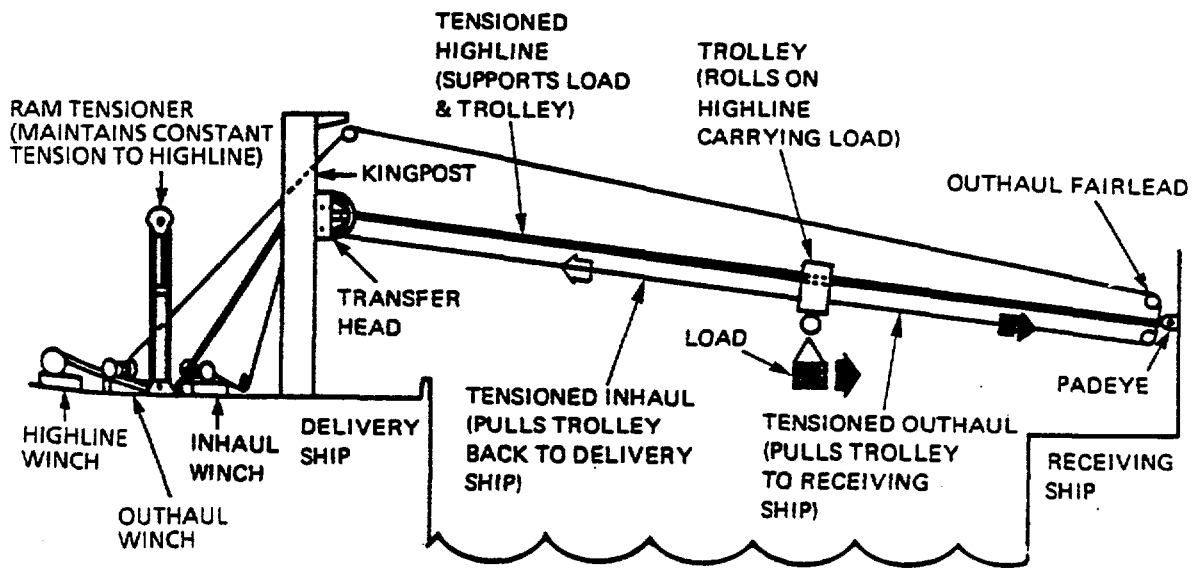 TENSIONED
HIGHLINE
(SUPPORTS LOAD
& TROLLEY)
TROLLEY
(ROLLS ON
HIGHLINE
CARRYING LOAD)
RAM TENSIONER
(MAINTAINS CONSTANT
TENSION TO HIGHLINE)
KINGPOST
OUTHAUL FAIRLEAD
TRANSFER
HEAD
LOAD
PADEYE
HIGHLINE
WINCH
OUTHAUL
WINCH
INHAUL
WINCH
DELIVERY
SHIP
TENSIONED INHAUL
(PULLS TROLLEY
BACK TO DELIVERY
SHIP)
TENSIONED OUTHAUL
(PULLS TROLLEY
TO RECEIVING
SHIP)
RECEIVING
SHIP